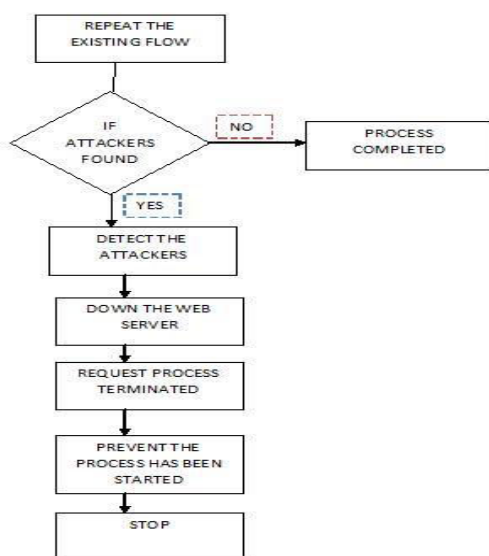 REPEAT THE
EXISTING FLOW
IF
ATTACKERS
FOUND
NO
PROCESS
COMPLETED
YES
DETECT THE
ATTACKERS
DOWN THE WEB
SERVER
REQUEST PROCESS
TERMINATED
PREVENT THE
PROCESS HAS BEEN
STARTED
STOP